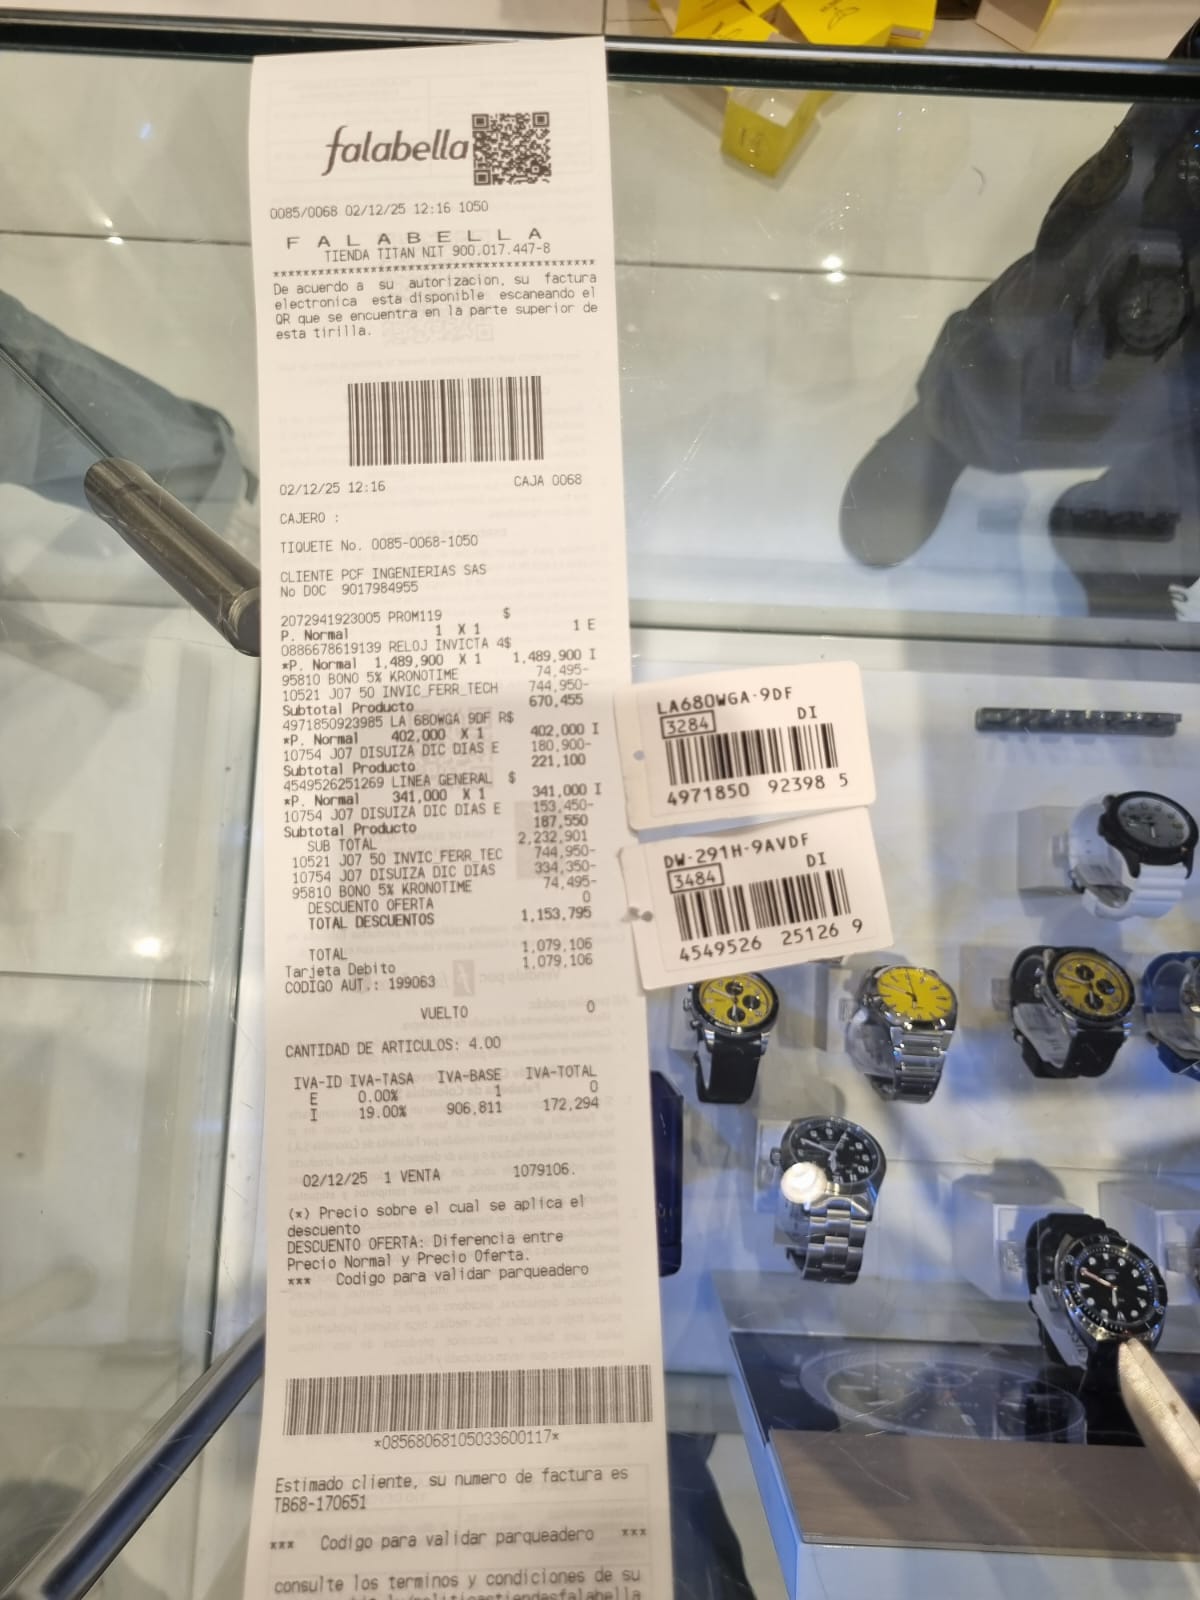 falabella
0085/0068 02/12/25 12:16 1050
F A L A B E L L A
TIENDA TITAN NIT 900.017.447-8
******************************************
De acuerdo a su autorizacion, su factura
electronica esta disponible escaneando el
QR que se encuentra en la parte superior de
esta tirilla.
02/12/25 12:16 CAJA 0068
CAJERO :
TIQUETE No. 0085-0068-1050
CLIENTE PCF INGENIERIAS SAS
No DOC 9017984955
2072941923005 PROM119 $
P. Normal 1 X 1 1 E
0886678619139 RELOJ INVICTA 4$
*P. Normal 1,489,900 X 1 1,489,900 I
95810 BONO 5% KRONOTIME 74,495-
10521 J07 50 INVIC_FERR_TECH 744,950-
Subtotal Producto 670,455
4971850923985 LA 680WGA 9DF R$
*P. Normal 402,000 X 1 402,000 I
10754 J07 DISUIZA DIC DIAS E 180,900-
Subtotal Producto 221,100
4549526251269 LINEA GENERAL $
*P. Normal 341,000 X 1 341,000 I
10754 J07 DISUIZA DIC DIAS E 153,450-
Subtotal Producto 187,550
SUB TOTAL 2,232,901
10521 J07 50 INVIC_FERR_TEC 744,950-
10754 J07 DISUIZA DIC DIAS 334,350-
95810 BONO 5% KRONOTIME 74,495-
DESCUENTO OFERTA 0
TOTAL DESCUENTOS 1,153,795
TOTAL 1,079,106
Tarjeta Debito 1,079,106
CODIGO AUT.: 199063
VUELTO 0
CANTIDAD DE ARTICULOS: 4.00
IVA-ID IVA-TASA IVA-BASE IVA-TOTAL
E 0.00% 1 0
I 19.00% 906,811 172,294
02/12/25 1 VENTA 1079106.
(*) Precio sobre el cual se aplica el
descuento
DESCUENTO OFERTA: Diferencia entre
Precio Normal y Precio Oferta.
*** Codigo para validar parqueadero
*08568068105033600117*
Estimado cliente, su numero de factura es
TB68-170651
*** Codigo para validar parqueadero ***
consulte los terminos y condiciones de su
LA680WGA-9DF
3284 DI
4971850 92398 5
DW-291H-9AVDF
3484 DI
4549526 25126 9